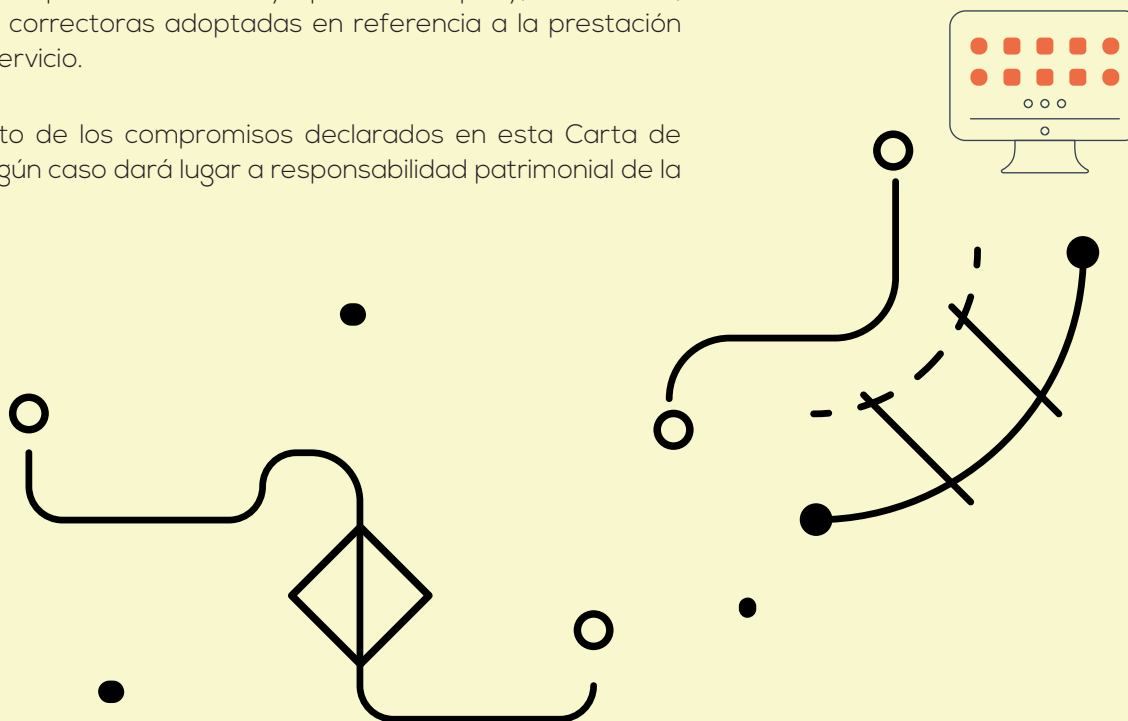 correctoras adoptadas en referencia a la prestación
ervicio.
to de los compromisos declarados en esta Carta de
gún caso dará lugar a responsabilidad patrimonial de la